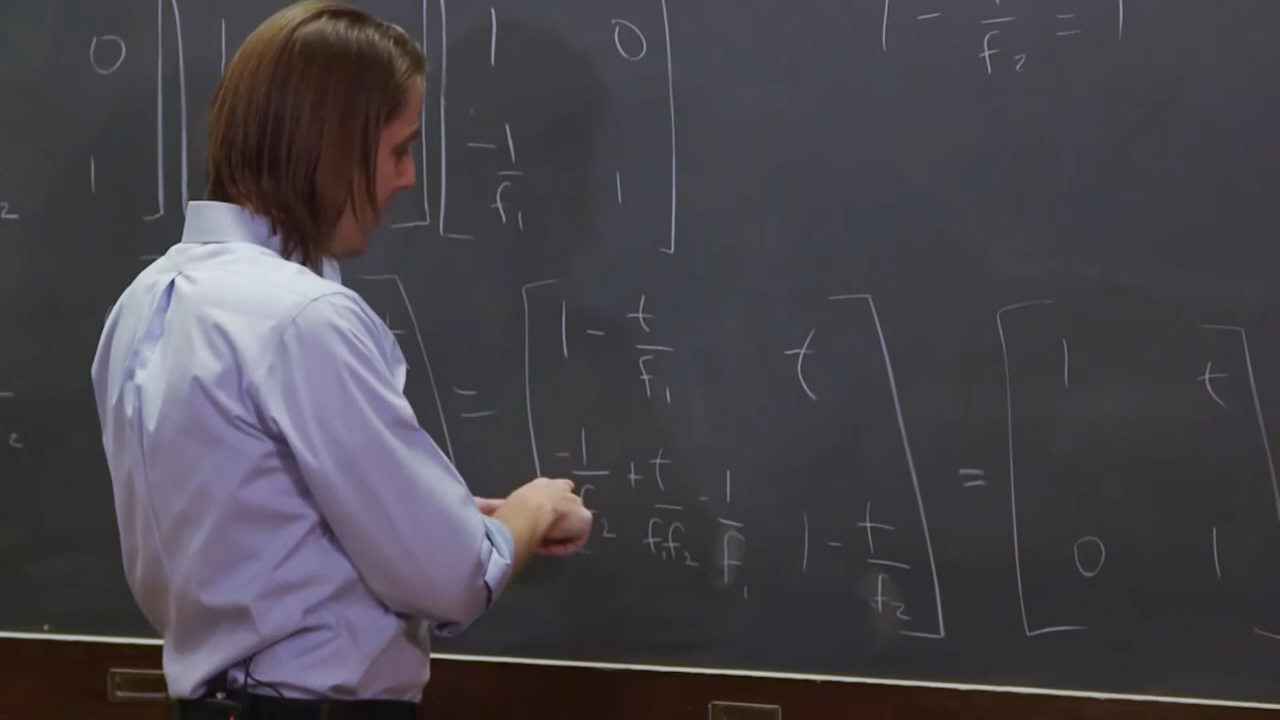 0 1 1 0
1 -1/f₁ 1
2
1 - /f₂ = 1
t = 1 - t/f₁ t = 1 t
2 -1/f₂ + t/f₁f₂ - 1/f₁ 1 - t/f₂ 0 1